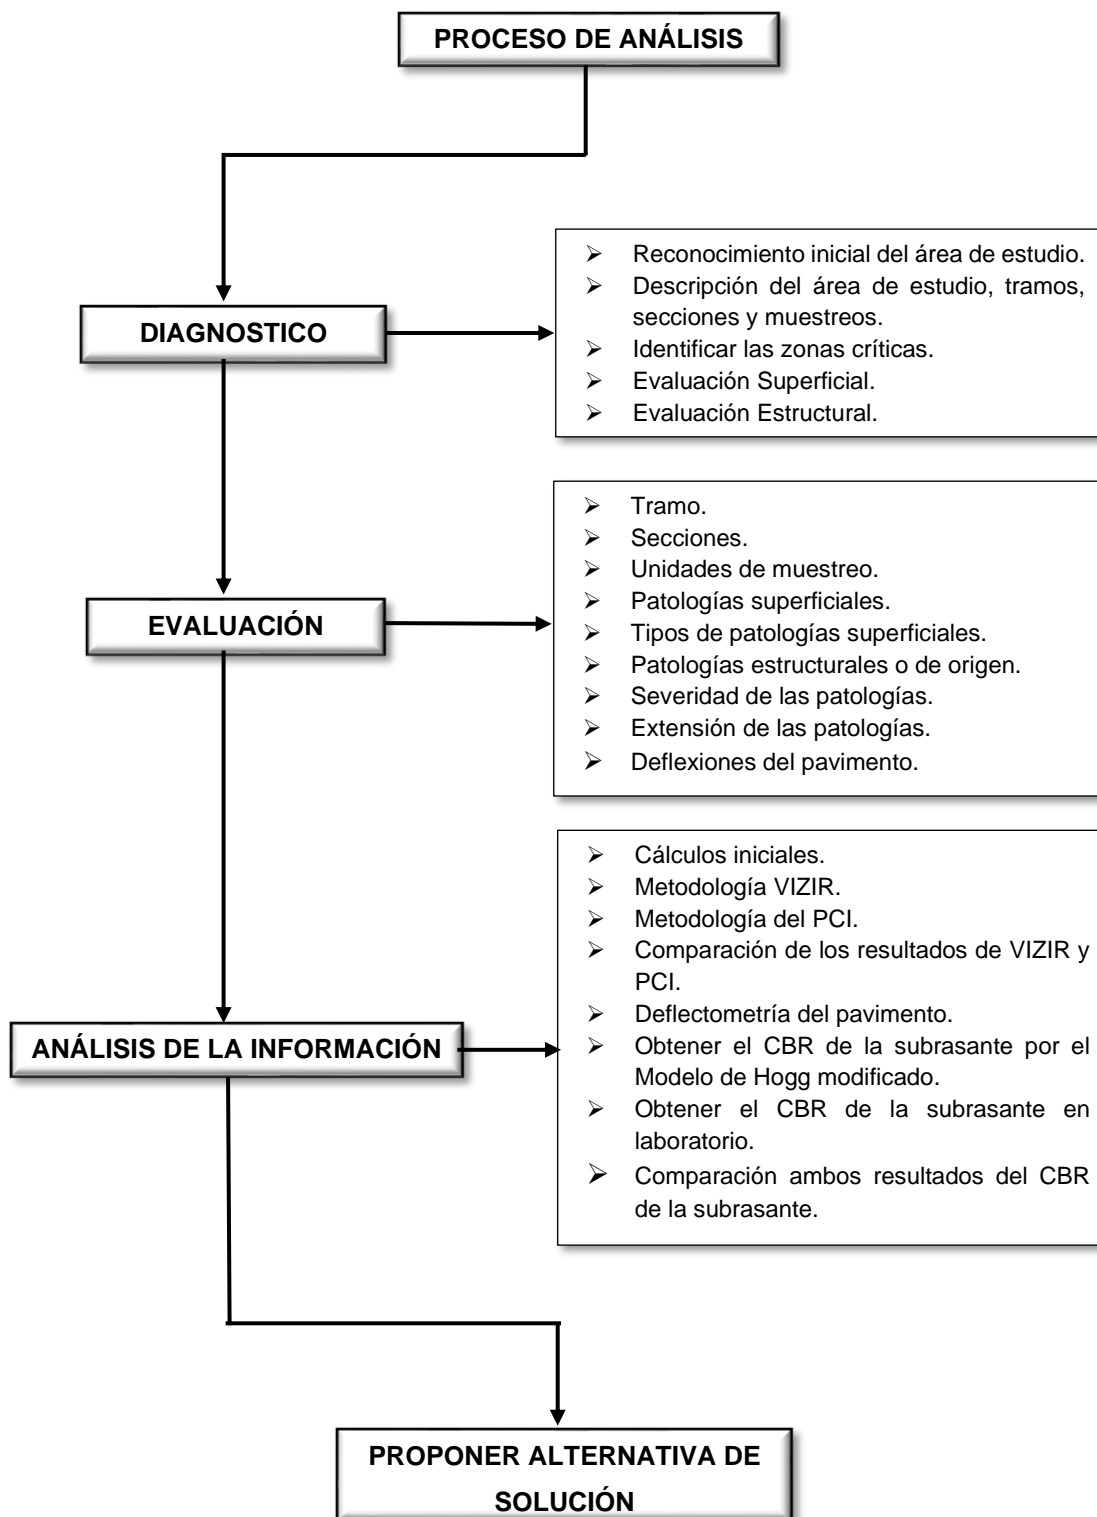 PROCESO DE ANÁLISIS
➢ Reconocimiento inicial del área de estudio.
➢ Descripción del área de estudio, tramos,
secciones y muestreos.
➢ Identificar las zonas críticas.
➢ Evaluación Superficial.
➢ Evaluación Estructural.
DIAGNOSTICO
➢ Tramo.
➢ Secciones.
➢ Unidades de muestreo.
➢ Patologías superficiales.
➢ Tipos de patologías superficiales.
➢ Patologías estructurales o de origen.
➢ Severidad de las patologías.
➢ Extensión de las patologías.
➢ Deflexiones del pavimento.
EVALUACIÓN
➢ Cálculos iniciales.
➢ Metodología VIZIR.
➢ Metodología del PCI.
➢ Comparación de los resultados de VIZIR y
PCI.
➢ Deflectometría del pavimento.
➢ Obtener el CBR de la subrasante por el
Modelo de Hogg modificado.
➢ Obtener el CBR de la subrasante en
laboratorio.
➢ Comparación ambos resultados del CBR
de la subrasante.
ANÁLISIS DE LA INFORMACIÓN
PROPONER ALTERNATIVA DE
SOLUCIÓN